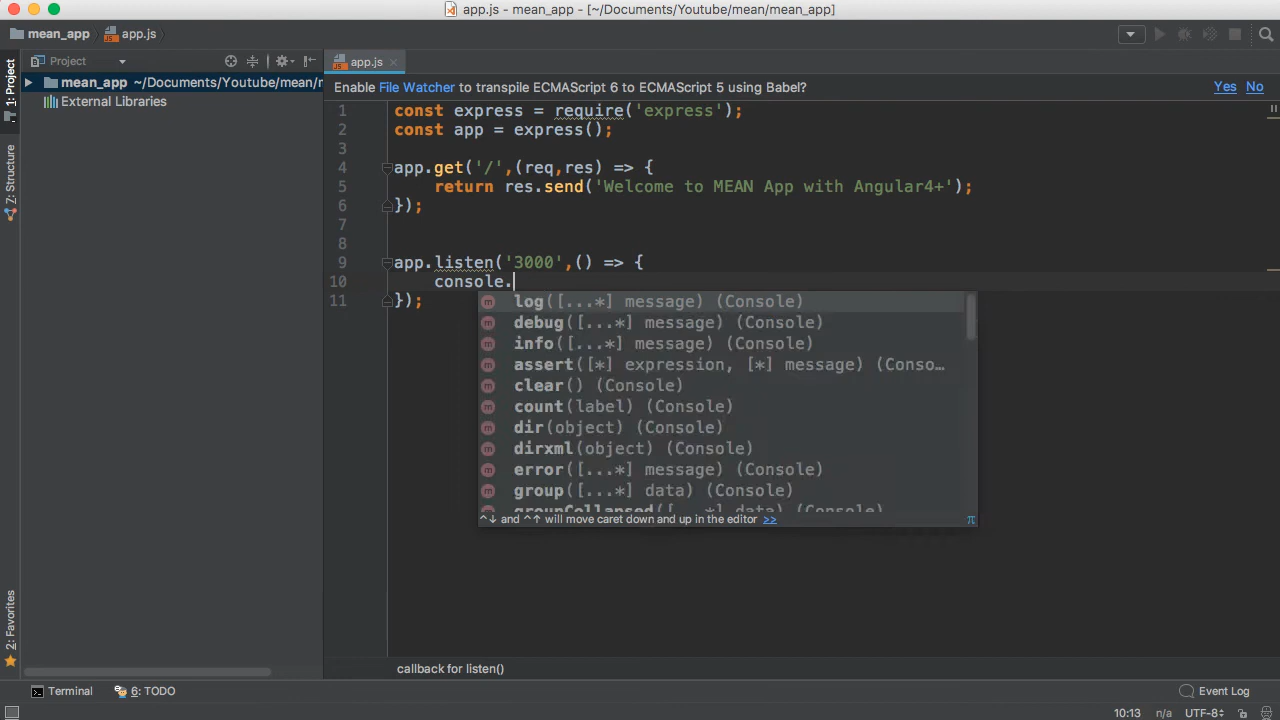 app.js - mean_app - [~/Documents/Youtube/mean/mean_app]
mean_app
app.js
1: Project
Project
app.js
mean_app ~/Documents/Youtube/mean/m
External Libraries
Enable File Watcher to transpile ECMAScript 6 to ECMAScript 5 using Babel?
Yes No
1 const express = require('express');
2 const app = express();
3
4 app.get('/',(req,res) => {
5 return res.send('Welcome to MEAN App with Angular4+');
6 });
7
8
9 app.listen('3000',() => {
10 console.
11 });
log([...*] message) (Console)
debug([...*] message) (Console)
info([...*] message) (Console)
assert([*] expression, [*] message) (Conso…
clear() (Console)
count(label) (Console)
dir(object) (Console)
dirxml(object) (Console)
error([...*] message) (Console)
group([...*] data) (Console)
groupCollapsed([...*] data) (Console)
^↓ and ^↑ will move caret down and up in the editor >>
π
Z: Structure
2: Favorites
callback for listen()
Terminal
6: TODO
Event Log
10:13 n/a UTF-8